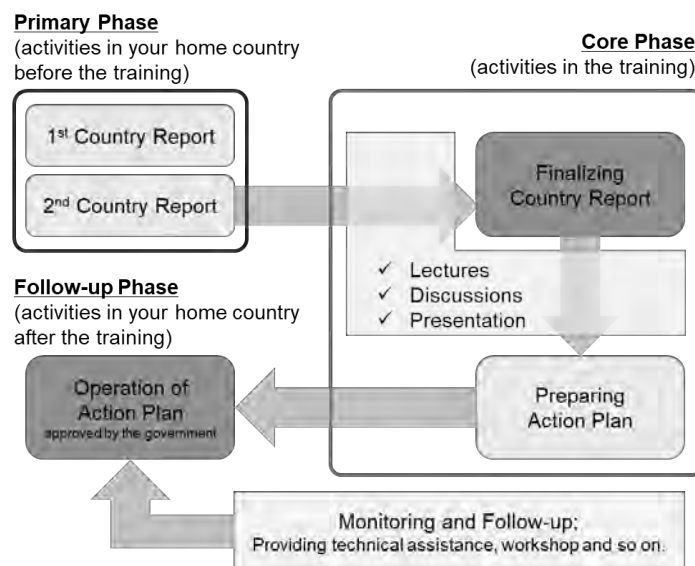 Primary Phase
(activities in your home country
before the training)
Core Phase
(activities in the training)
1st Country Report
2nd Country Report
Finalizing
Country Report
✓ Lectures
✓ Discussions
✓ Presentation
Follow-up Phase
(activities in your home country
after the training)
Operation of
Action Plan
approved by the government
Preparing
Action Plan
Monitoring and Follow-up;
Providing technical assistance, workshop and so on.